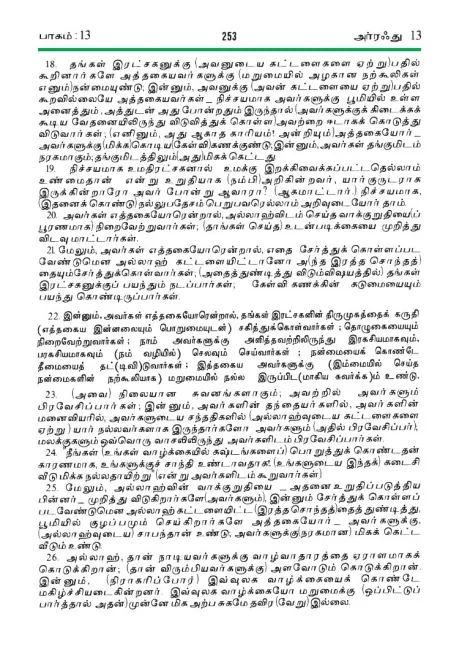 பாகம் : 13 253 அர்ரஃது 13
18. தங்கள் இரட்சகனுக்கு (அவனுடைய கட்டளைகளை ஏற்று)பதில்
கூறினார்களே அத்தகையவர்களுக்கு (மறுமையில் அழகான நற்கூலிகள்
எனும்)நன்மையுண்டு; இன்னும், அவனுக்கு (அவன் கட்டளையை ஏற்று)பதில்
கூறவில்லையே அத்தகையவர்கள் _ நிச்சயமாக அவர்களுக்கு பூமியில் உள்ள
அனைத்தும், அத்துடன் அது போன்றதும் இருந்தால்(அவர்களுக்குக் கிடைக்கக்
கூடிய வேதனையிலிருந்து விடுவித்துக் கொள்ள)அவற்றை ஈடாகக் கொடுத்து
விடுவார்கள்; (எனினும், அது ஆகாத காரியம்! அன்றியும்)அத்தகையோர் _
அவர்களுக்கு(மிக்ககொடிய(கேள்வி)கணக்குண்டு,இன்னும்,அவர்கள் தங்குமிடம்
நரகமாகும்;தங்குமிடத்திலும்(அது)மிகக்கெட்டது.
19. நிச்சயமாக உமதிரட்சகனால் உமக்கு இறக்கிவைக்கப்பட்டதெல்லாம்
உண்மைதான் என்று உறுதியாக (நம்பி)அறிகின்றவர், யார்குருடராக
இருக்கின்றாரோ அவர் போன்று ஆவாரா? (ஆகமாட்டார்.) நிச்சயமாக,
(இதனைக் கொண்டு)நல்லுபதேசம் பெறுபவரெல்லாம் அறிவுடையோர் தாம்.
20. அவர்கள் எத்தகையோரென்றால்,அல்லாஹ்விடம் செய்த வாக்குறுதியை(ப்
பூரணமாக) நிறைவேற்றுவார்கள்; (தாங்கள் செய்த) உடன்படிக்கையை முறித்து
விடவுமாட்டார்கள்.
21. மேலும், அவர்கள் எத்தகையோரென்றால், எதை சேர்த்துக் கொள்ளப்பட
வேண்டுமென அல்லாஹ் கட்டளையிட்டானோ அ(ந்த இரத்த சொந்தத்)
தையும்சேர்த்துக்கொள்வார்கள்; (அதைத்துண்டித்து விடும்விஷயத்தில்) தங்கள்
இரட்சகனுக்குப் பயந்தும் நடப்பார்கள்; கேள்வி கணக்கின் கடுமையையும்
பயந்து கொண்டிருப்பார்கள்.
22. இன்னும், அவர்கள் எத்தகையோரென்றால், தங்கள் இரட்சகனின் திருமுகத்தைக் கருதி
(எத்தகைய இன்னலையும் பொறுமையுடன்) சகித்துக்கொள்வார்கள் ; தொழுகையையும்
நிறைவேற்றுவார்கள் ; நாம் அவர்களுக்கு அளித்தவற்றிலிருந்து இரகசியமாகவும்,
பரகசியமாகவும் (நம் வழியில்) செலவும் செய்வார்கள் ; நன்மையைக் கொண்டே
தீமையைத் தட்(டிவி)டுவார்கள் ; இத்தகைய அவர்களுக்கு (இம்மையில் செய்த
நன்மைகளின் நற்கூலியாக) மறுமையில் நல்ல இருப்பிட(மாகிய சுவர்க்க)ம் உண்டு.
23. (அவை) நிலையான சுவனங்களாகும்; அவற்றில் அவர்களும்
பிரவேசிப்பார்கள்; இன்னும், அவர்களின் தந்தையர்களில், அவர்களின்
மனைவியரில், அவர்களுடைய சந்ததிகளில் (அல்லாஹ்வுடைய கட்டளைகளை
ஏற்று) யார் நல்லவர்களாக இருந்தார்களோ அவர்களும் (அதில் பிரவேசிப்பர்);
மலக்குகளும் ஒவ்வொரு வாசலிலிருந்து அவர்களிடம் பிரவேசிப்பார்கள்.
24. "நீங்கள் (உங்கள் வாழ்க்கையில் கஷ்டங்களைப்) பொறுத்துக் கொண்டதன்
காரணமாக, உங்களுக்குச் சாந்தி உண்டாவதாக!, (உங்களுடைய இந்தக்) கடைசி
வீடுமிக்க நல்லதாயிற்று (என்று அவர்களிடம் கூறுவார்கள்.)
25. மேலும், அல்லாஹ்வின் வாக்குறுதியை _ அதனை உறுதிப்படுத்திய
பின்னர் _ முறித்து விடுகிறார்களே(அவர்களும்), இன்னும் சேர்த்துக் கொள்ளப்
படவேண்டுமென அல்லாஹ்கட்டளையிட்ட (இரத்தசொந்தத்)தைத் துண்டித்து,
பூமியில் குழப்பமும் செய்கிறார்களே அத்தகையோர் _ அவர்களுக்கு,
(அல்லாஹ்வுடைய) சாபந்தான் உண்டு, அவர்களுக்கு(நரகமான) மிகக் கெட்ட
வீடும்உண்டு.
26. அல்லாஹ், தான் நாடியவர்களுக்கு வாழ்வாதாரத்தை ஏராளமாகக்
கொடுக்கிறான்; (தான் விரும்பியவர்களுக்கு) அளவோடும் கொடுக்கிறான்.
இன்னும், (நிராகரிப்போர்) இவ்வுலக வாழ்க்கையைக் கொண்டே
மகிழ்ச்சியடைகின்றனர். இவ்வுலக வாழ்க்கையோ மறுமைக்கு (ஒப்பிட்டுப்
பார்த்தால் அதன்)முன்னே மிக அற்பசுகமே தவிர (வேறு)இல்லை.